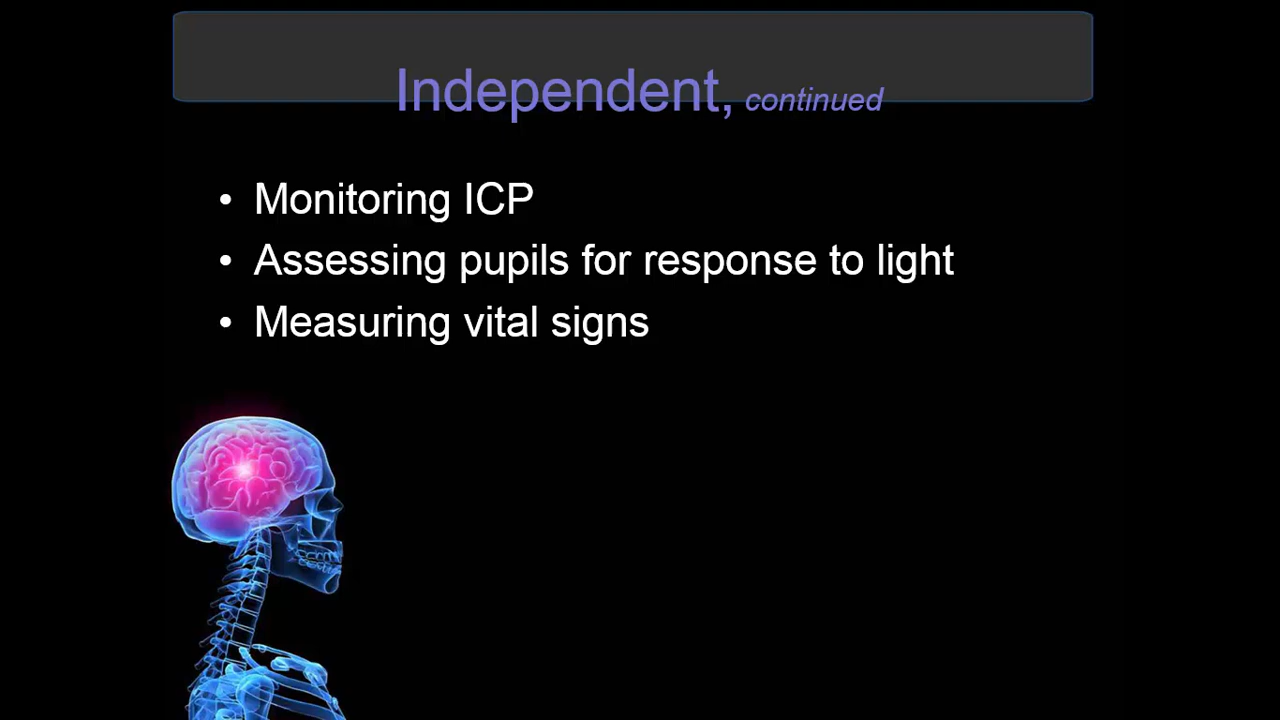 Independent, continued
• Monitoring ICP
• Assessing pupils for response to light
• Measuring vital signs